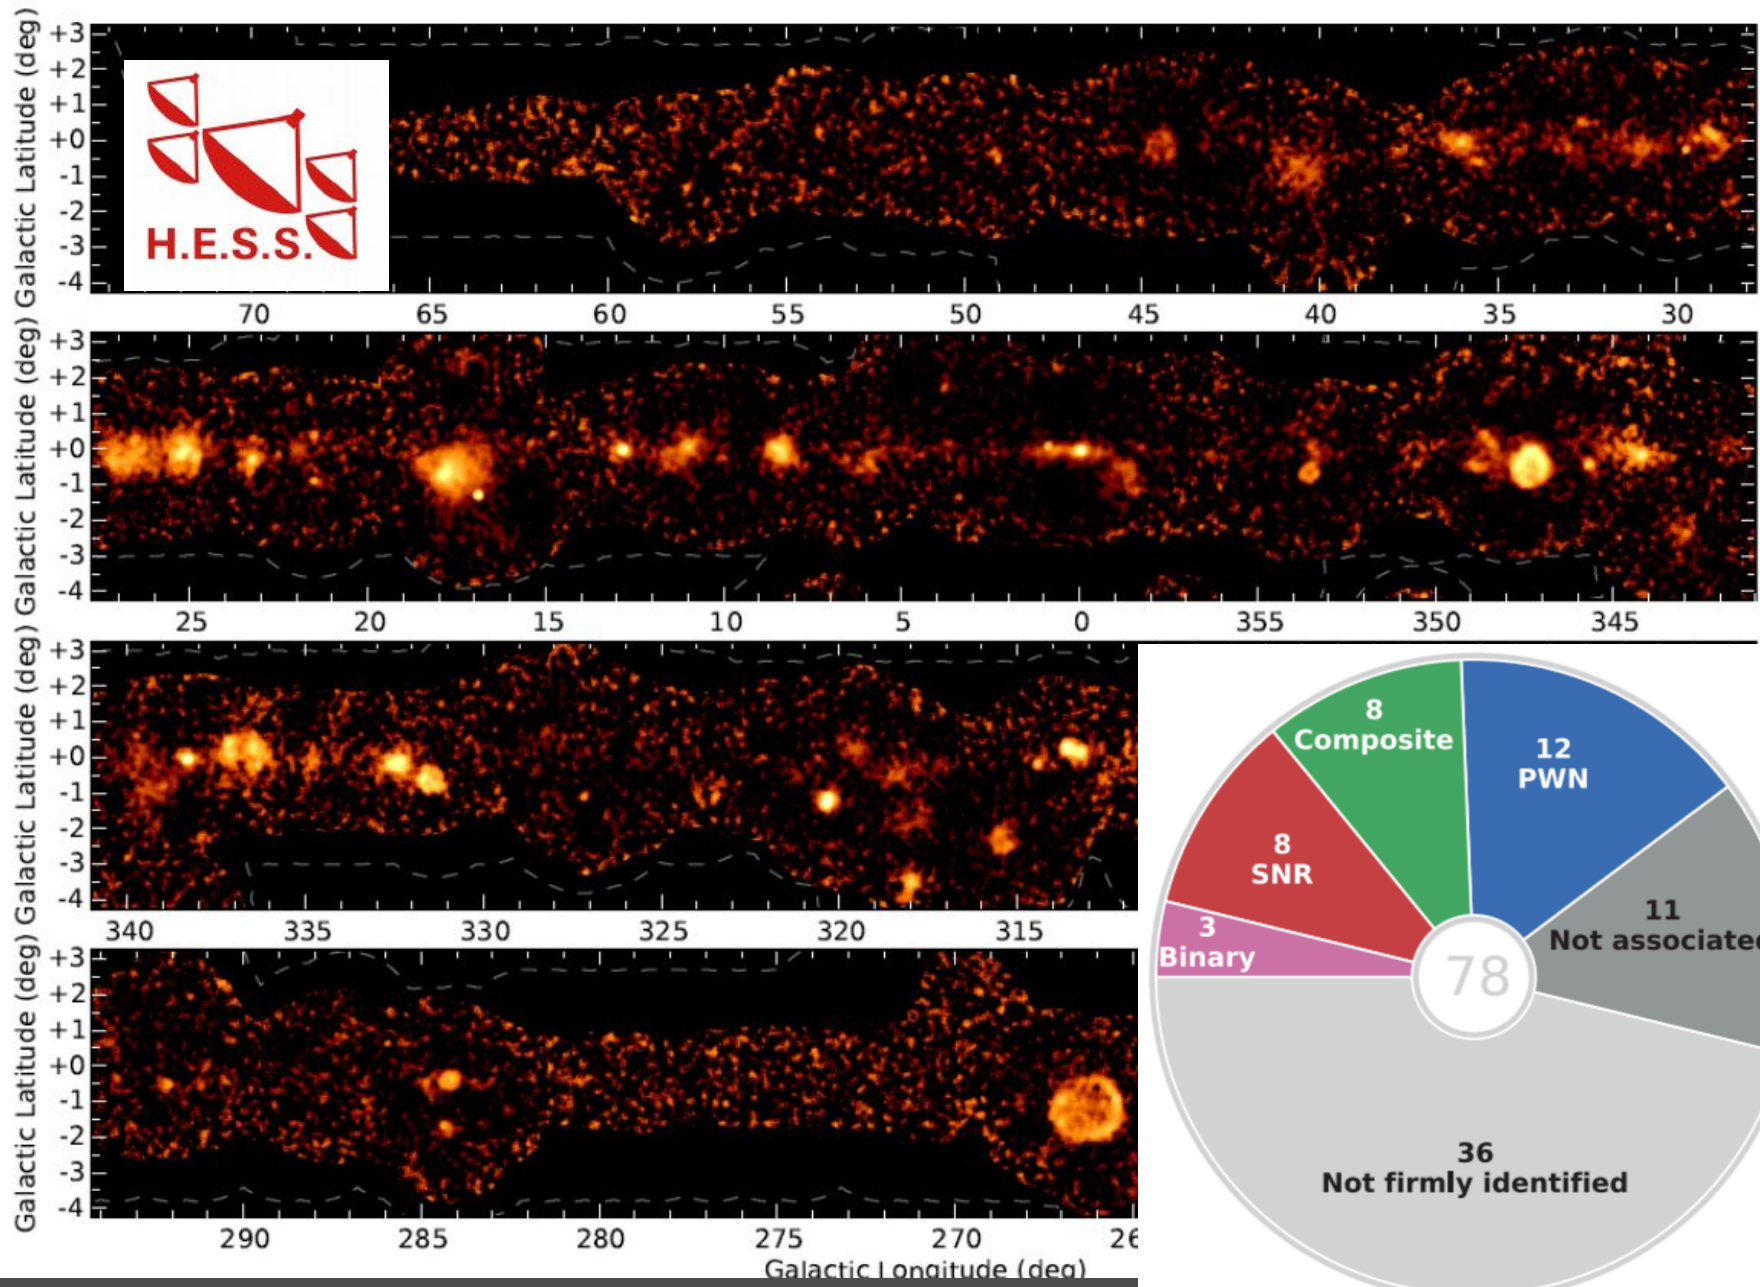 Galactic Latitude (deg)
+3
+2
+1
+0
-1
-2
-3
-4
H.E.S.S.
70 65 60 55 50 45 40 35 30
Galactic Latitude (deg)
+3
+2
+1
+0
-1
-2
-3
-4
25 20 15 10 5 0 355 350 345
Galactic Latitude (deg)
+3
+2
+1
+0
-1
-2
-3
-4
340 335 330 325 320 315
Galactic Latitude (deg)
+3
+2
+1
+0
-1
-2
-3
-4
290 285 280 275 270 26
Galactic Longitude (deg)
8
Composite
12
PWN
8
SNR
11
Not associated
3
Binary
78
36
Not firmly identified